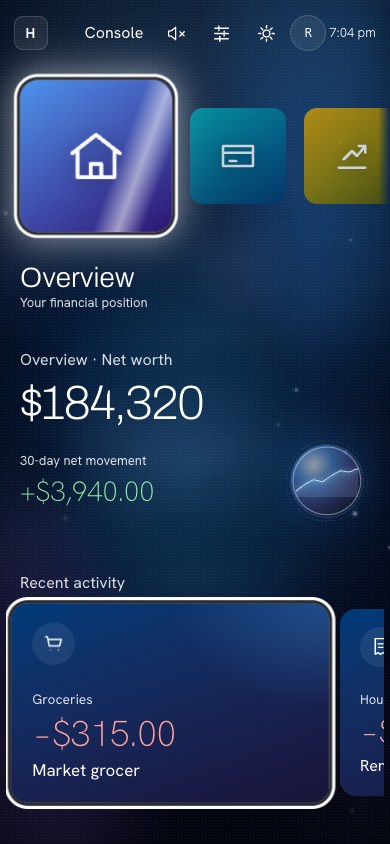 H
Console
R
7:04 pm
Overview
Your financial position
Overview · Net worth
$184,320
30-day net movement
+$3,940.00
Recent activity
Groceries
-$315.00
Market grocer